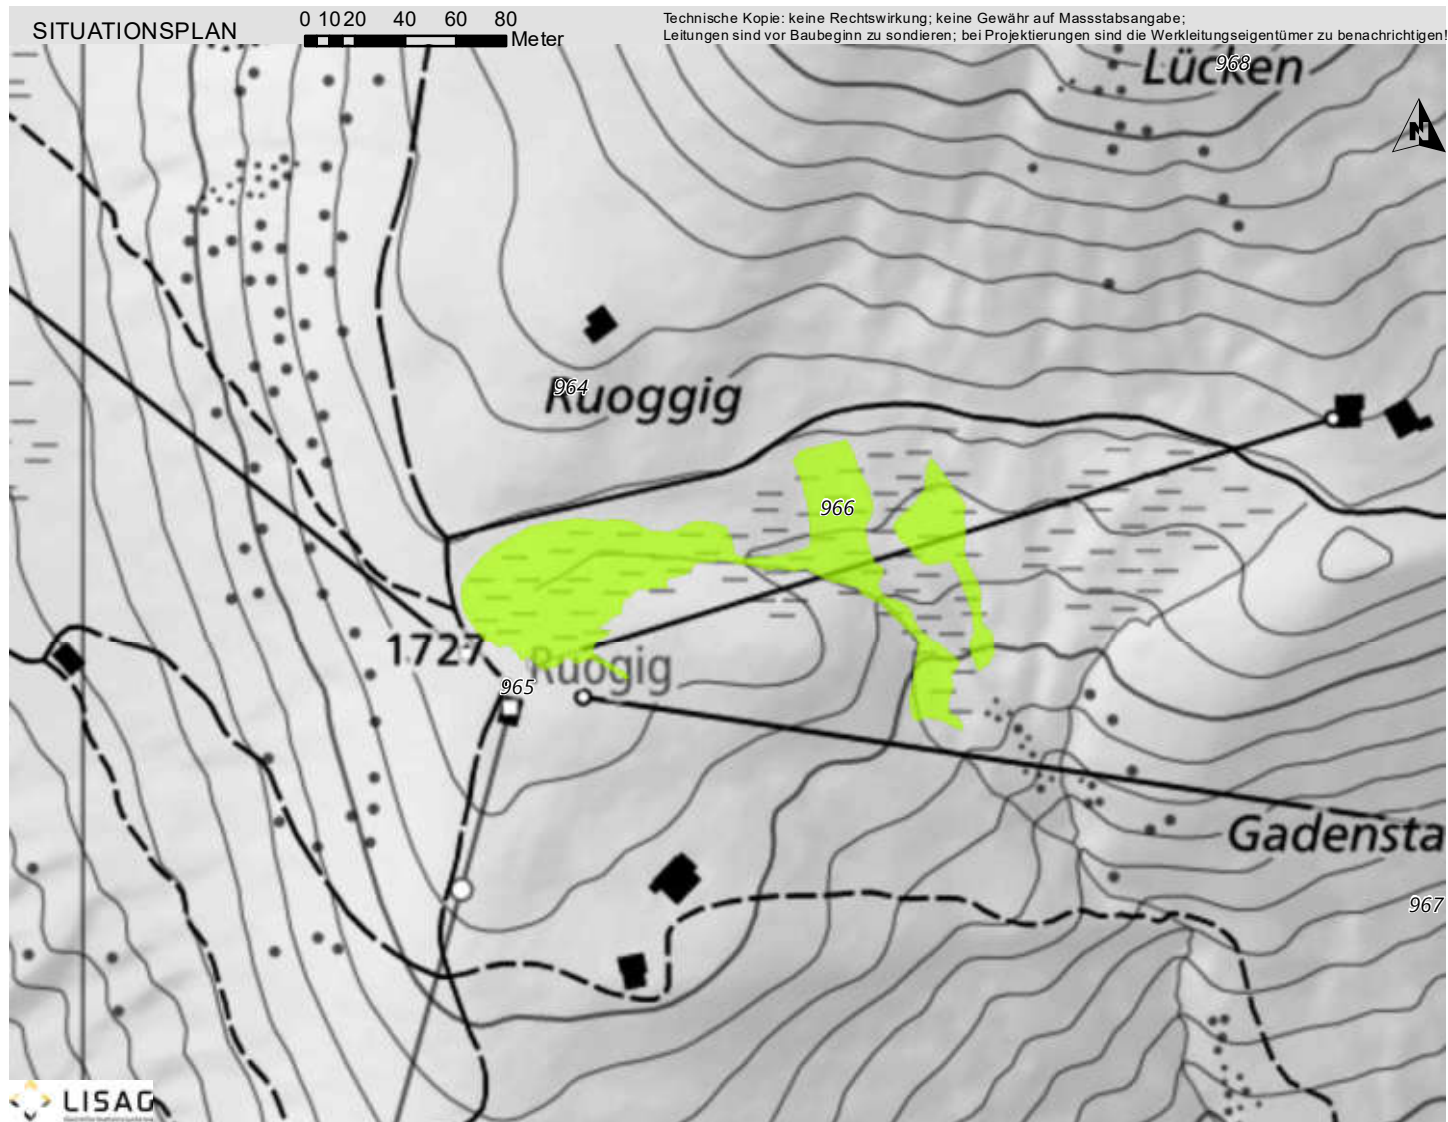 SITUATIONSPLAN
0 10 20 40 60 80
Meter
Technische Kopie: keine Rechtswirkung; keine Gewähr auf Massstabsangabe;
Leitungen sind vor Baubeginn zu sondieren; bei Projektierungen sind die Werkleitungseigentümer zu benachrichtigen!
Lücken
968
N
964
Ruoggig
966
1727
Ruogig
965
Gadensta
967
LISAG